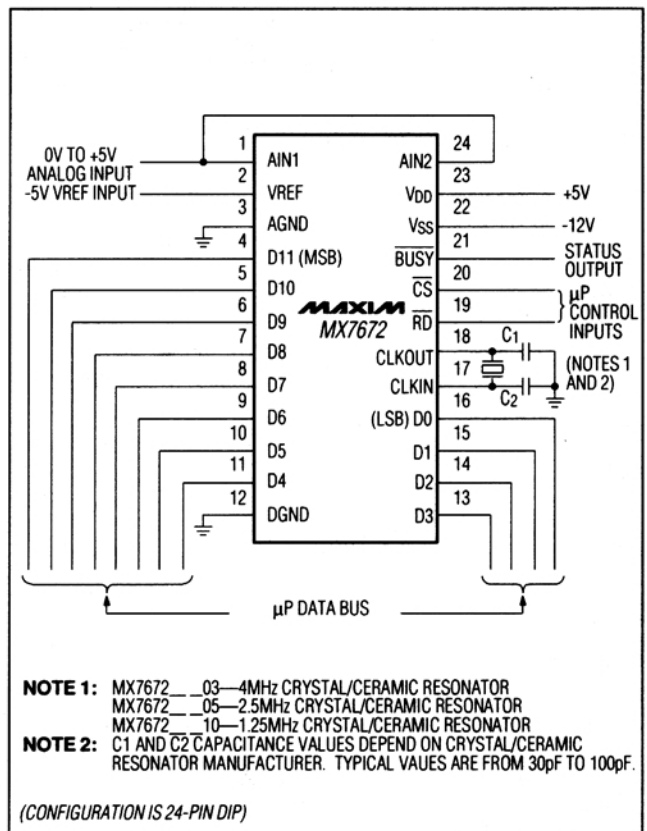 0V TO +5V
ANALOG INPUT
-5V VREF INPUT
1
AIN1
2
VREF
3
AGND
4
D11 (MSB)
5
D10
6
D9
7
D8
8
D7
9
D6
10
D5
11
D4
12
DGND
MAXIM
MX7672
24
AIN2
23
VDD
+5V
22
VSS
-12V
21
BUSY
STATUS
OUTPUT
20
CS
19
RD
µP
CONTROL
INPUTS
18
CLKOUT
C1
17
CLKIN
C2
(NOTES 1
AND 2)
16
(LSB) D0
15
D1
14
D2
13
D3
µP DATA BUS
NOTE 1: MX7672_ _03—4MHz CRYSTAL/CERAMIC RESONATOR
MX7672_ _05—2.5MHz CRYSTAL/CERAMIC RESONATOR
MX7672_ _10—1.25MHz CRYSTAL/CERAMIC RESONATOR
NOTE 2: C1 AND C2 CAPACITANCE VALUES DEPEND ON CRYSTAL/CERAMIC
RESONATOR MANUFACTURER. TYPICAL VAUES ARE FROM 30pF TO 100pF.
(CONFIGURATION IS 24-PIN DIP)